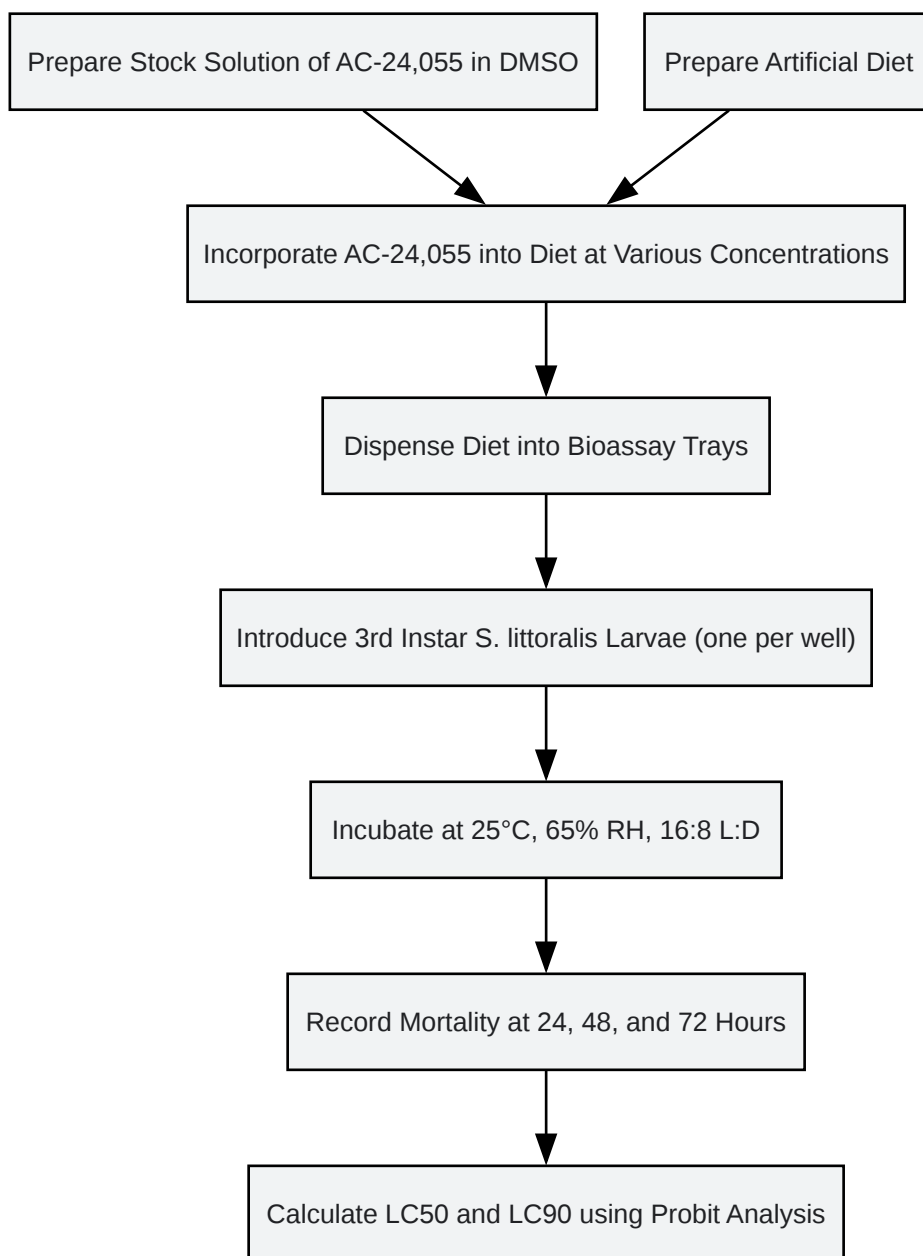 Prepare Stock Solution of AC-24,055 in DMSO
Prepare Artificial Diet
Incorporate AC-24,055 into Diet at Various Concentrations
Dispense Diet into Bioassay Trays
Introduce 3rd Instar S. littoralis Larvae (one per well)
Incubate at 25°C, 65% RH, 16:8 L:D
Record Mortality at 24, 48, and 72 Hours
Calculate LC50 and LC90 using Probit Analysis